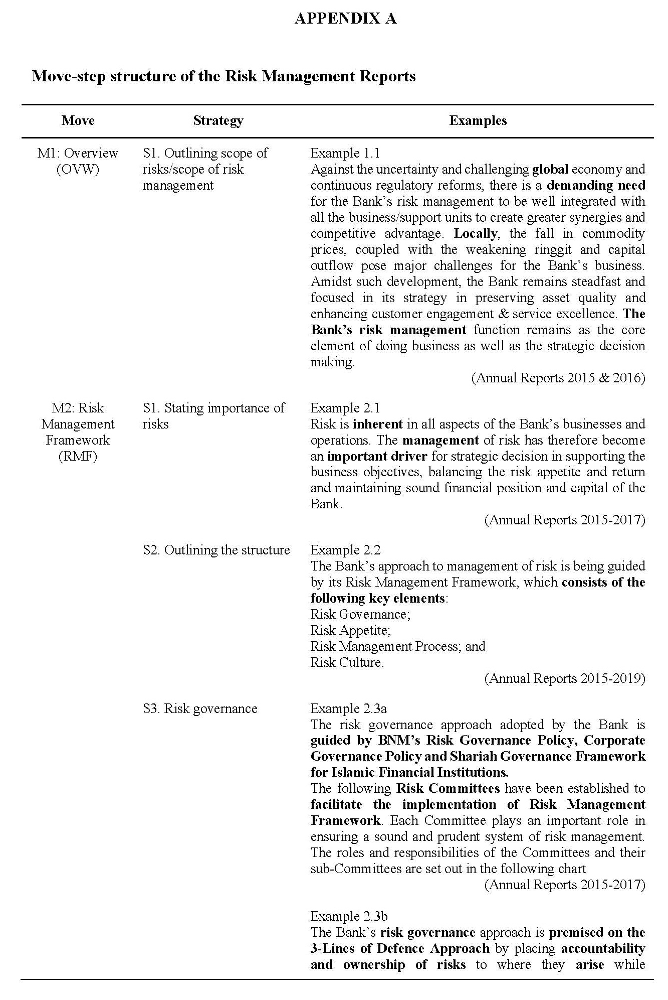 APPENDIX A
Move-step structure of the Risk Management Reports
Move Strategy Examples
M1: Overview
(OVW)
S1. Outlining scope of
risks/scope of risk
management
Example 1.1
Against the uncertainty and challenging global economy and
continuous regulatory reforms, there is a demanding need
for the Bank's risk management to be well integrated with
all the business/support units to create greater synergies and
competitive advantage. Locally, the fall in commodity
prices, coupled with the weakening ringgit and capital
outflow pose major challenges for the Bank's business.
Amidst such development, the Bank remains steadfast and
focused in its strategy in preserving asset quality and
enhancing customer engagement & service excellence. The
Bank's risk management function remains as the core
element of doing business as well as the strategic decision
making.
(Annual Reports 2015 & 2016)
M2: Risk
Management
Framework
(RMF)
S1. Stating importance of
risks
Example 2.1
Risk is inherent in all aspects of the Bank's businesses and
operations. The management of risk has therefore become
an important driver for strategic decision in supporting the
business objectives, balancing the risk appetite and return
and maintaining sound financial position and capital of the
Bank.
(Annual Reports 2015-2017)
S2. Outlining the structure
Example 2.2
The Bank's approach to management of risk is being guided
by its Risk Management Framework, which consists of the
following key elements:
Risk Governance;
Risk Appetite;
Risk Management Process; and
Risk Culture.
(Annual Reports 2015-2019)
S3. Risk governance
Example 2.3a
The risk governance approach adopted by the Bank is
guided by BNM's Risk Governance Policy, Corporate
Governance Policy and Shariah Governance Framework
for Islamic Financial Institutions.
The following Risk Committees have been established to
facilitate the implementation of Risk Management
Framework. Each Committee plays an important role in
ensuring a sound and prudent system of risk management.
The roles and responsibilities of the Committees and their
sub-Committees are set out in the following chart
(Annual Reports 2015-2017)
Example 2.3b
The Bank's risk governance approach is premised on the
3-Lines of Defence Approach by placing accountability
and ownership of risks to where they arise while